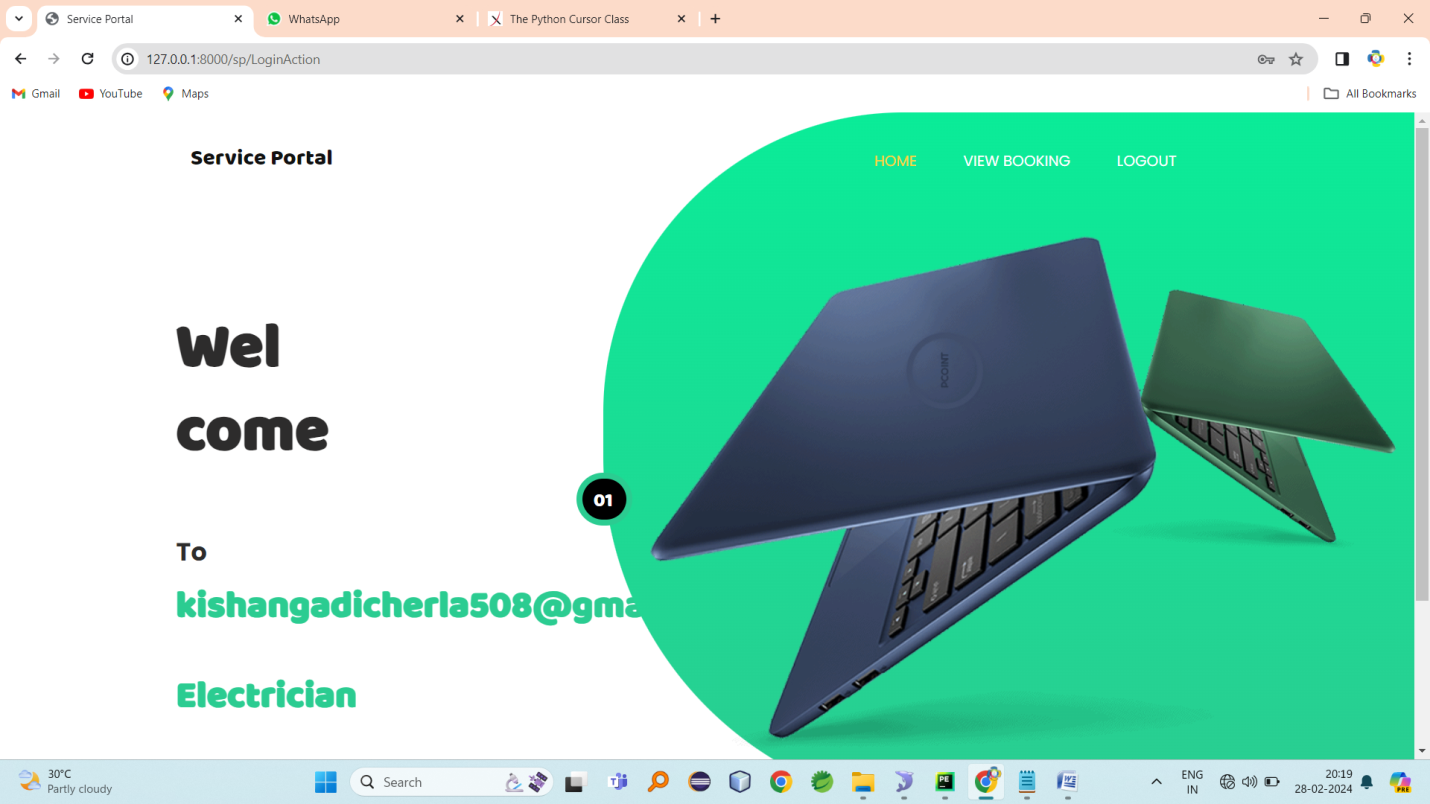 Service Portal
WhatsApp
The Python Cursor Class
127.0.0.1:8000/sp/LoginAction
Gmail
YouTube
Maps
All Bookmarks
Service Portal
HOME
VIEW BOOKING
LOGOUT
Wel
come
01
To
kishangadicherla508@gma
Electrician
PCOINT
30°C
Partly cloudy
Search
ENG
IN
20:19
28-02-2024